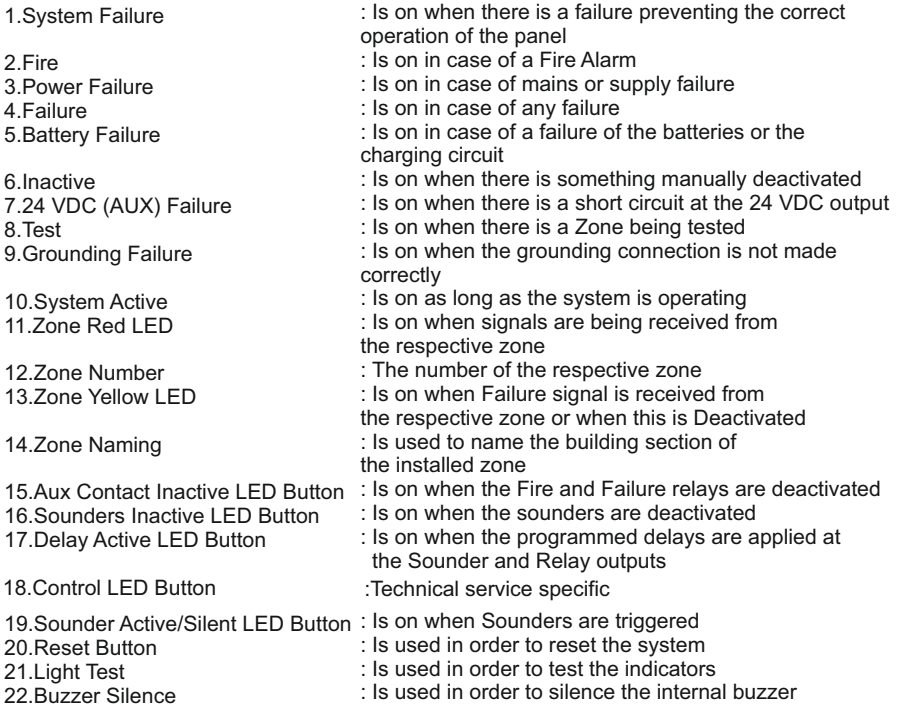 1.System Failure : Is on when there is a failure preventing the correct
operation of the panel
2.Fire : Is on in case of a Fire Alarm
3.Power Failure : Is on in case of mains or supply failure
4.Failure : Is on in case of any failure
5.Battery Failure : Is on in case of a failure of the batteries or the
charging circuit
6.Inactive : Is on when there is something manually deactivated
7.24 VDC (AUX) Failure : Is on when there is a short circuit at the 24 VDC output
8.Test : Is on when there is a Zone being tested
9.Grounding Failure : Is on when the grounding connection is not made
correctly
10.System Active : Is on as long as the system is operating
11.Zone Red LED : Is on when signals are being received from
the respective zone
12.Zone Number : The number of the respective zone
13.Zone Yellow LED : Is on when Failure signal is received from
the respective zone or when this is Deactivated
14.Zone Naming : Is used to name the building section of
the installed zone
15.Aux Contact Inactive LED Button : Is on when the Fire and Failure relays are deactivated
16.Sounders Inactive LED Button : Is on when the sounders are deactivated
17.Delay Active LED Button : Is on when the programmed delays are applied at
the Sounder and Relay outputs
18.Control LED Button :Technical service specific
19.Sounder Active/Silent LED Button : Is on when Sounders are triggered
20.Reset Button : Is used in order to reset the system
21.Light Test : Is used in order to test the indicators
22.Buzzer Silence : Is used in order to silence the internal buzzer